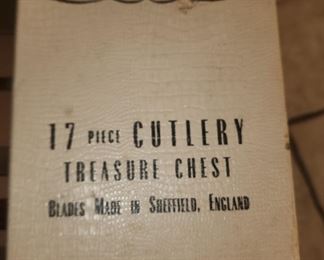 17 PIECE CUTLERY
TREASURE CHEST
BLADES MADE IN SHEFFIELD, ENGLAND